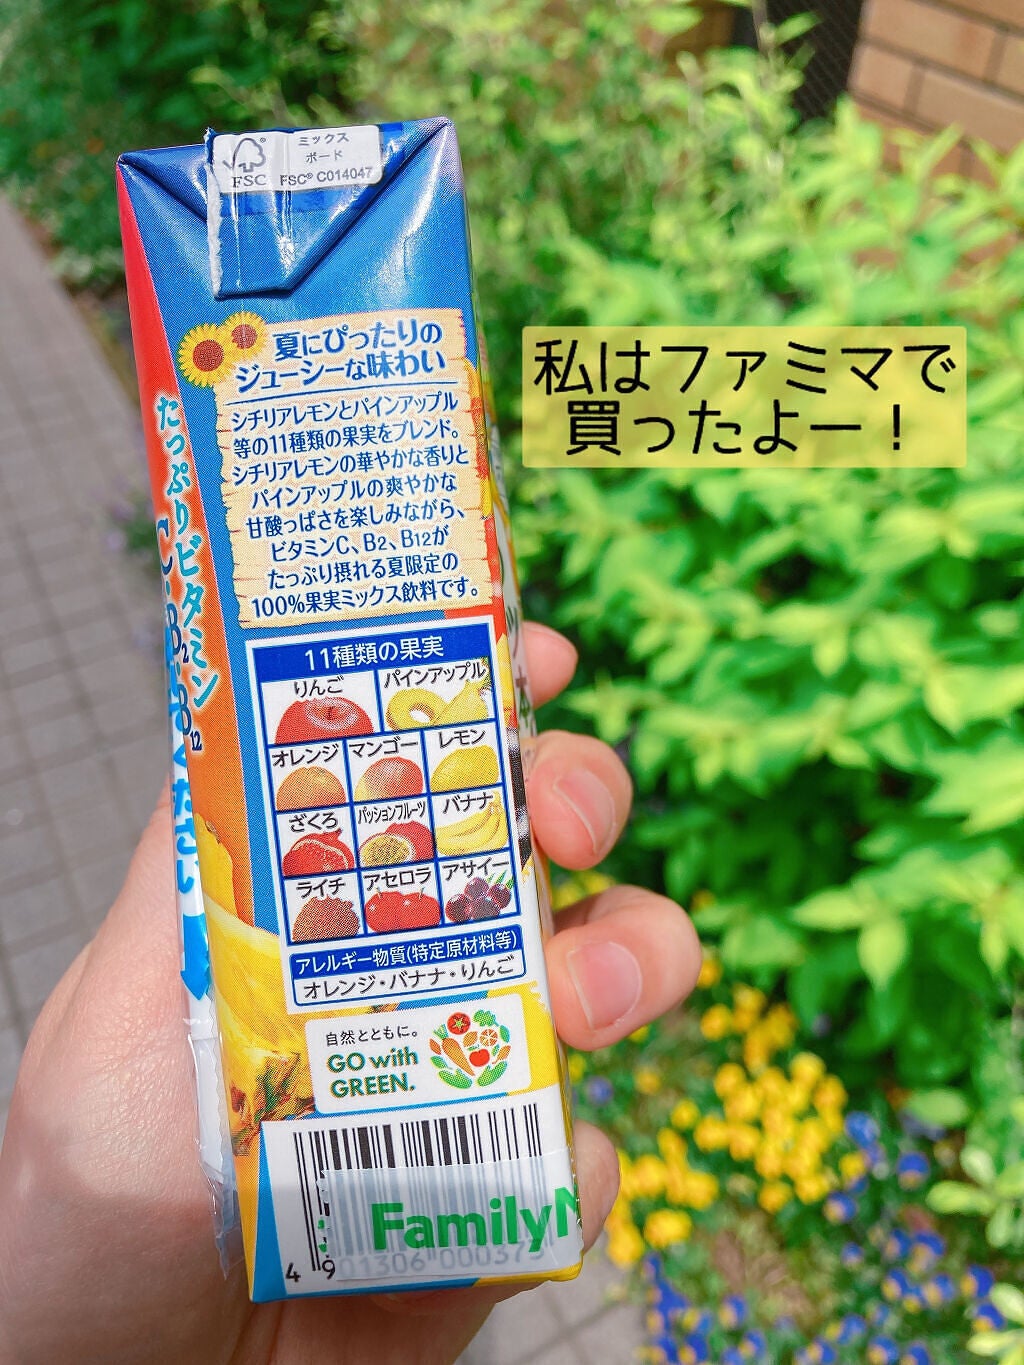 ミックス
ボード
FSC
FSC® C014047
夏にぴったりの
ジューシーな味わい
シチリアレモンとパインアップル
等の11種類の果実をブレンド。
シチリアレモンの華やかな香りと
パインアップルの爽やかな
甘酸っぱさを楽しみながら、
ビタミンC、B2、B12が
たっぷり摂れる夏限定の
100%果実ミックス飲料です。
たっぷりビタミン
C・B2・B12
私はファミマで
買ったよー！
11種類の果実
りんご パインアップル
オレンジ マンゴー レモン
ざくろ パッションフルーツ バナナ
ライチ アセロラ アサイー
アレルギー物質(特定原材料等)
オレンジ・バナナ・りんご
自然とともに。
GO with
GREEN.
Family
4 901306 000373